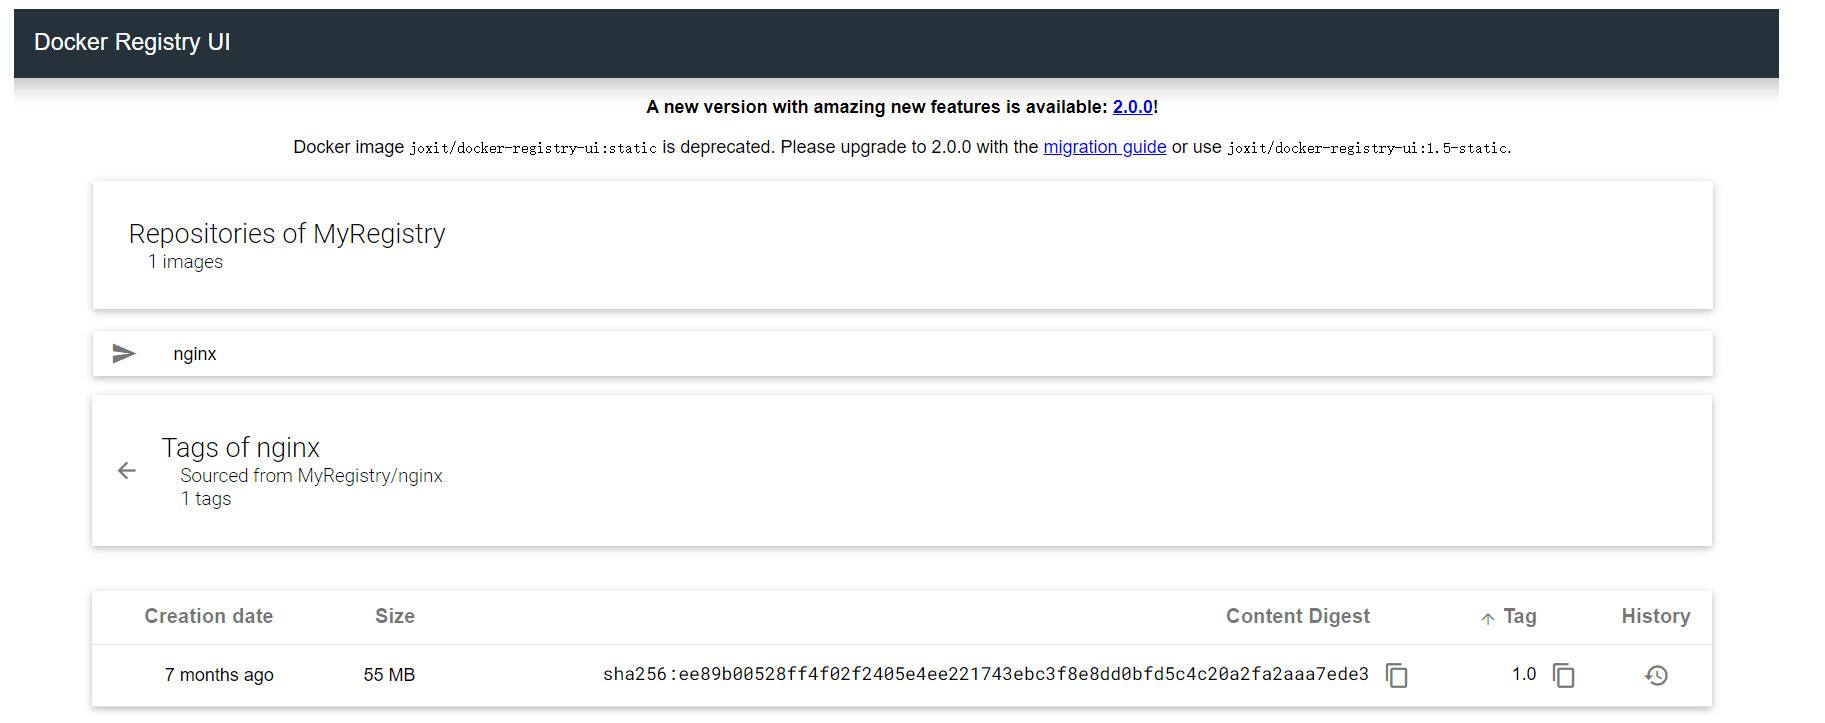 Docker Registry UI
A new version with amazing new features is available: 2.0.0!
Docker image joxit/docker-registry-ui:static is deprecated. Please upgrade to 2.0.0 with the migration guide or use joxit/docker-registry-ui:1.5-static.
Repositories of MyRegistry
1 images
nginx
Tags of nginx
Sourced from MyRegistry/nginx
1 tags
Creation date Size Content Digest Tag History
7 months ago 55 MB sha256:ee89b00528ff4f02f2405e4ee221743ebc3f8e8dd0bfd5c4c20a2fa2aaa7ede3 1.0